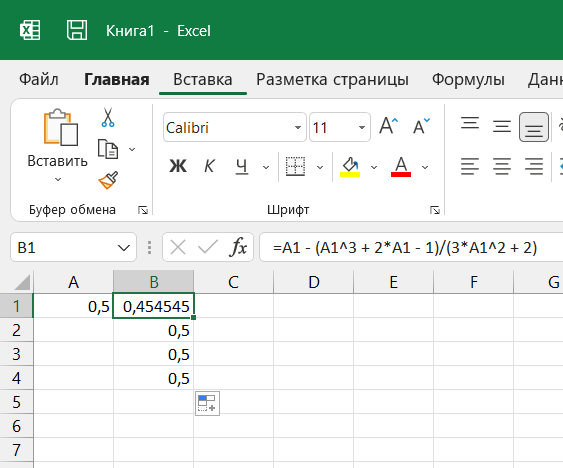 Книга1 - Excel
Файл Главная Вставка Разметка страницы Формулы Данн
Вставить
Calibri 11 A A
Ж К Ч A
Буфер обмена Шрифт
B1 fx =A1 - (A1^3 + 2*A1 - 1)/(3*A1^2 + 2)
A B C D E F G
1 0,5 0,454545
2 0,5
3 0,5
4 0,5
5
6
7